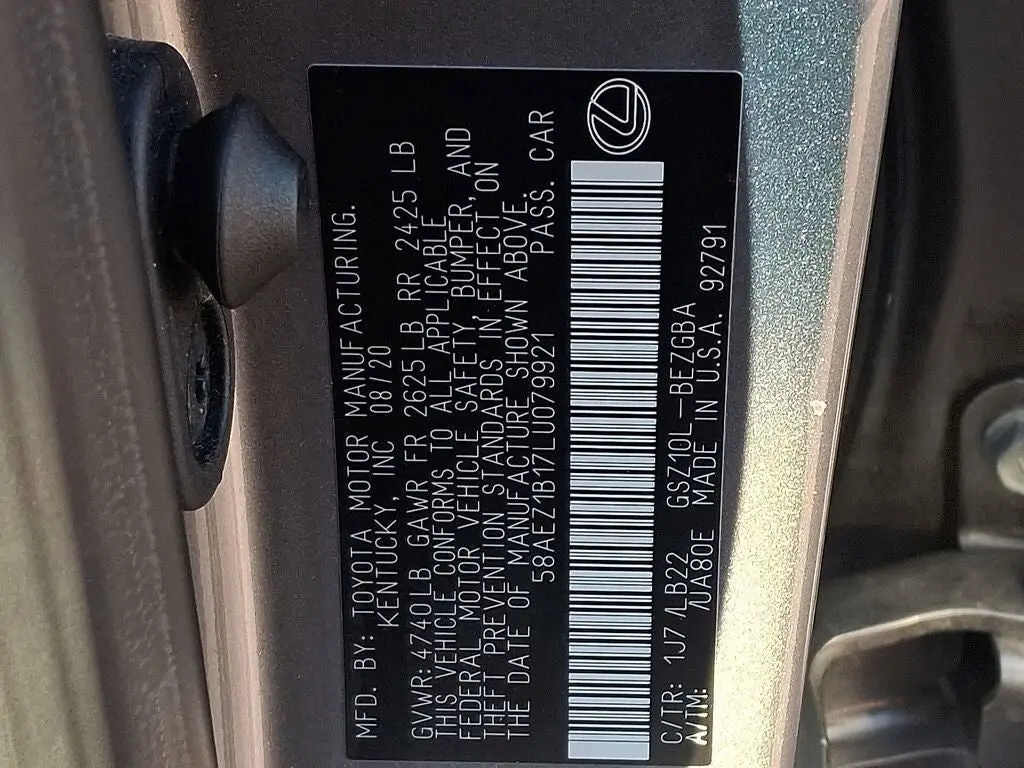 MFD. BY: TOYOTA MOTOR MANUFACTURING.
KENTUCKY, INC 08/20
GVWR: 4740LB GAWR FR 2625LB RR 2425 LB
THIS VEHICLE CONFORMS TO ALL APPLICABLE
FEDERAL MOTOR VEHICLE SAFETY, BUMPER, AND
THEFT PREVENTION STANDARDS IN EFFECT ON
THE DATE OF MANUFACTURE SHOWN ABOVE.
58AEZ1B17LU079921 PASS. CAR
C/TR: 1J7/LB22 GSZ10L-BEZGBA
A/TM: /UA80E MADE IN U.S.A. 92791